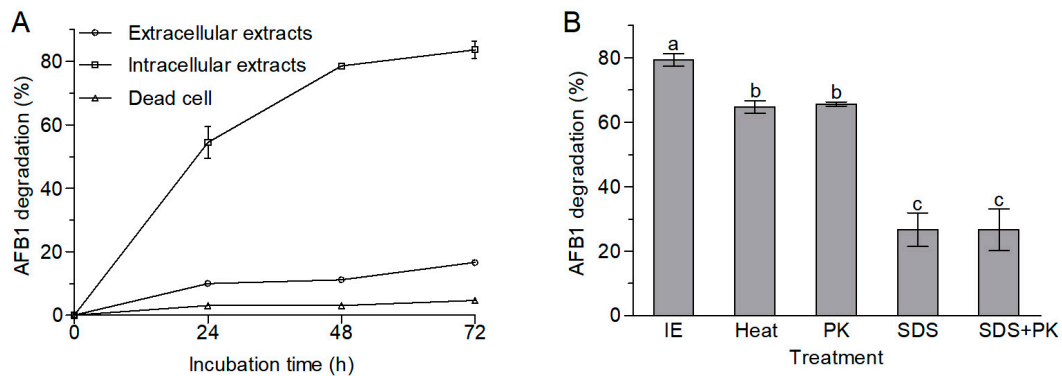 A
Extracellular extracts
Intracellular extracts
Dead cell
AFB1 degradation (%)
80
60
40
20
0
0 24 48 72
Incubation time (h)
B
AFB1 degradation (%)
80
60
40
20
0
a b b c c
IE Heat PK SDS SDS+PK
Treatment